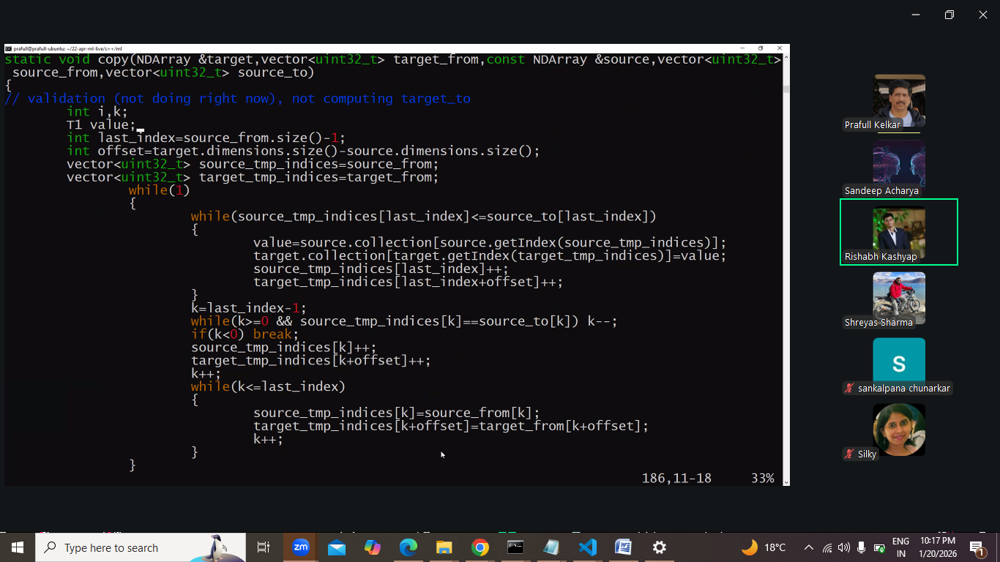 prafull@prafull-ubuntu: ~/22-apr-ml-live/c++/ml
static void copy(NDArray &target,vector<uint32_t> target_from,const NDArray &source,vector<uint32_t>
source_from,vector<uint32_t> source_to)
{
// validation (not doing right now), not computing target_to
int i,k;
T1 value;
int last_index=source_from.size()-1;
int offset=target.dimensions.size()-source.dimensions.size();
vector<uint32_t> source_tmp_indices=source_from;
vector<uint32_t> target_tmp_indices=target_from;
while(1)
{
while(source_tmp_indices[last_index]<=source_to[last_index])
{
value=source.collection[source.getIndex(source_tmp_indices)];
target.collection[target.getIndex(target_tmp_indices)]=value;
source_tmp_indices[last_index]++;
target_tmp_indices[last_index+offset]++;
}
k=last_index-1;
while(k>=0 && source_tmp_indices[k]==source_to[k]) k--;
if(k<0) break;
source_tmp_indices[k]++;
target_tmp_indices[k+offset]++;
k++;
while(k<=last_index)
{
source_tmp_indices[k]=source_from[k];
target_tmp_indices[k+offset]=target_from[k+offset];
k++;
}
}
186,11-18 33%
Prafull Kelkar
Sandeep Acharya
Rishabh Kashyap
Shreyas Sharma
S
sankalpana chunarkar
Silky
Type here to search
zm
18°C
ENG
IN
10:17 PM
1/20/2026
1